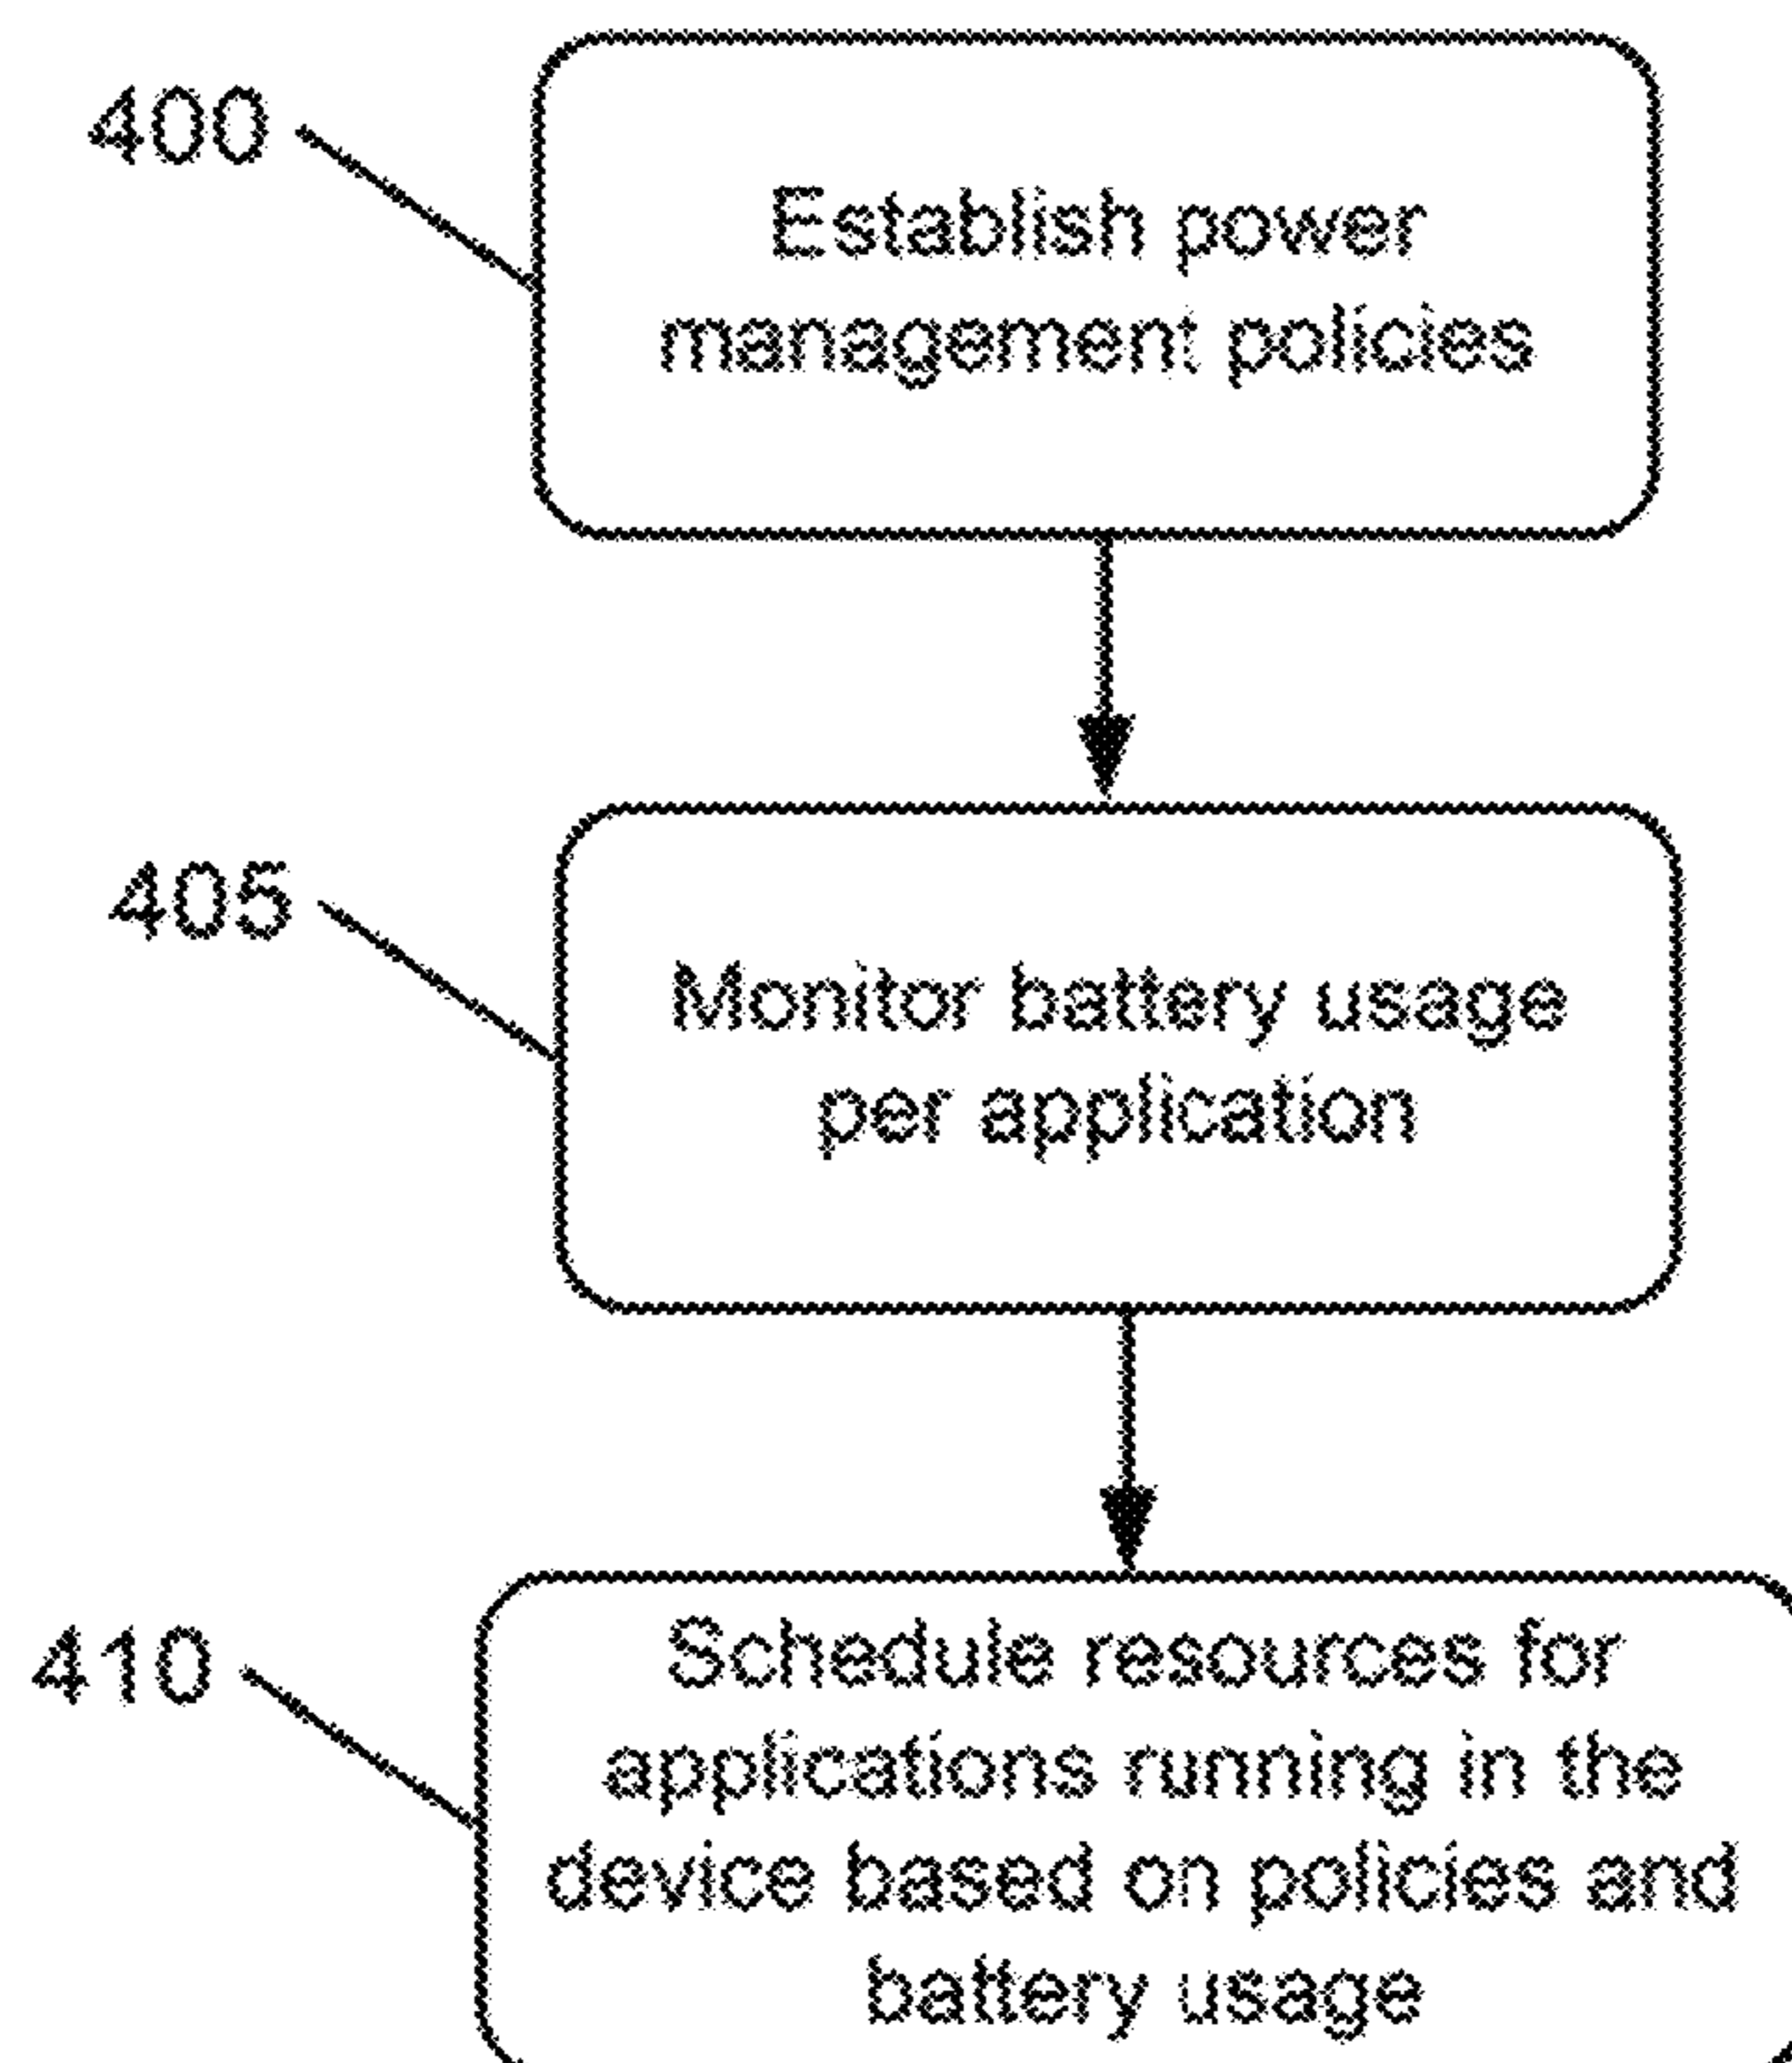 400
Establish power
management policies
405
Monitor battery usage
per application
410
Schedule resources for
applications running in the
device based on policies and
battery usage